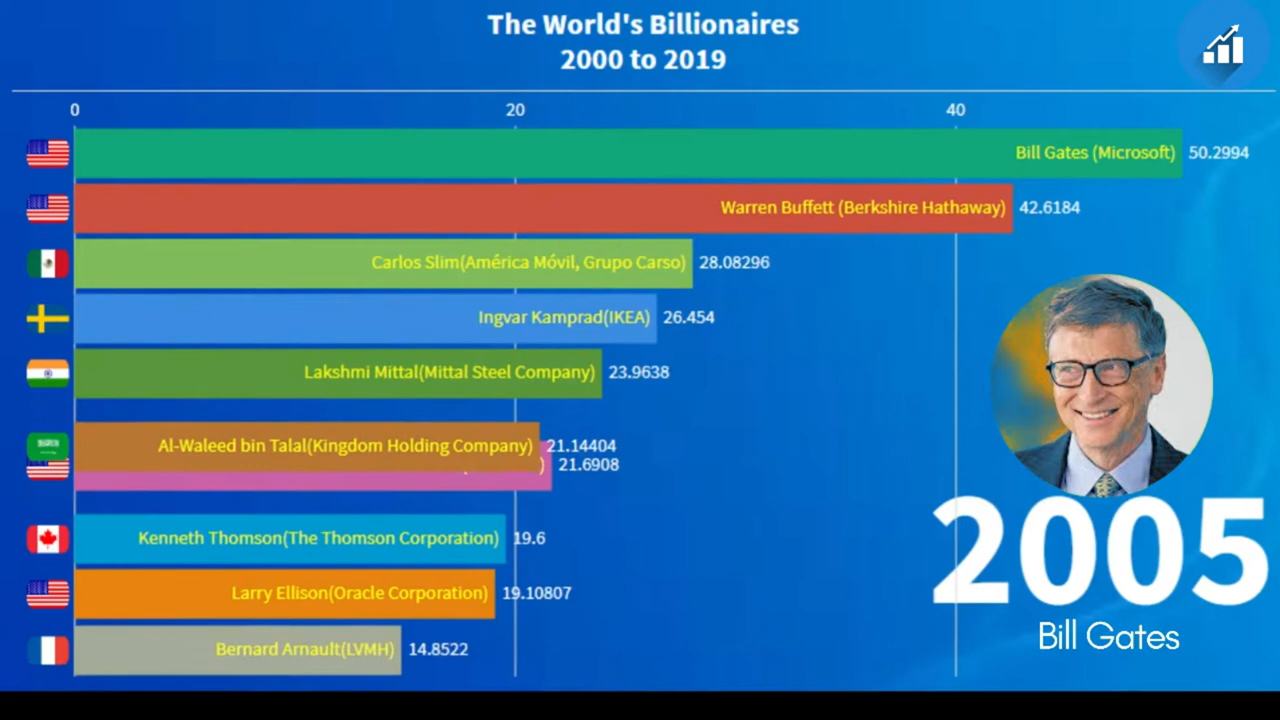 The World's Billionaires
2000 to 2019
0 20 40
Bill Gates (Microsoft) 50.2994
Warren Buffett (Berkshire Hathaway) 42.6184
Carlos Slim(América Móvil, Grupo Carso) 28.08296
Ingvar Kamprad(IKEA) 26.454
Lakshmi Mittal(Mittal Steel Company) 23.9638
Al-Waleed bin Talal(Kingdom Holding Company) 21.14404
21.6908
Kenneth Thomson(The Thomson Corporation) 19.6
Larry Ellison(Oracle Corporation) 19.10807
Bernard Arnault(LVMH) 14.8522
2005
Bill Gates